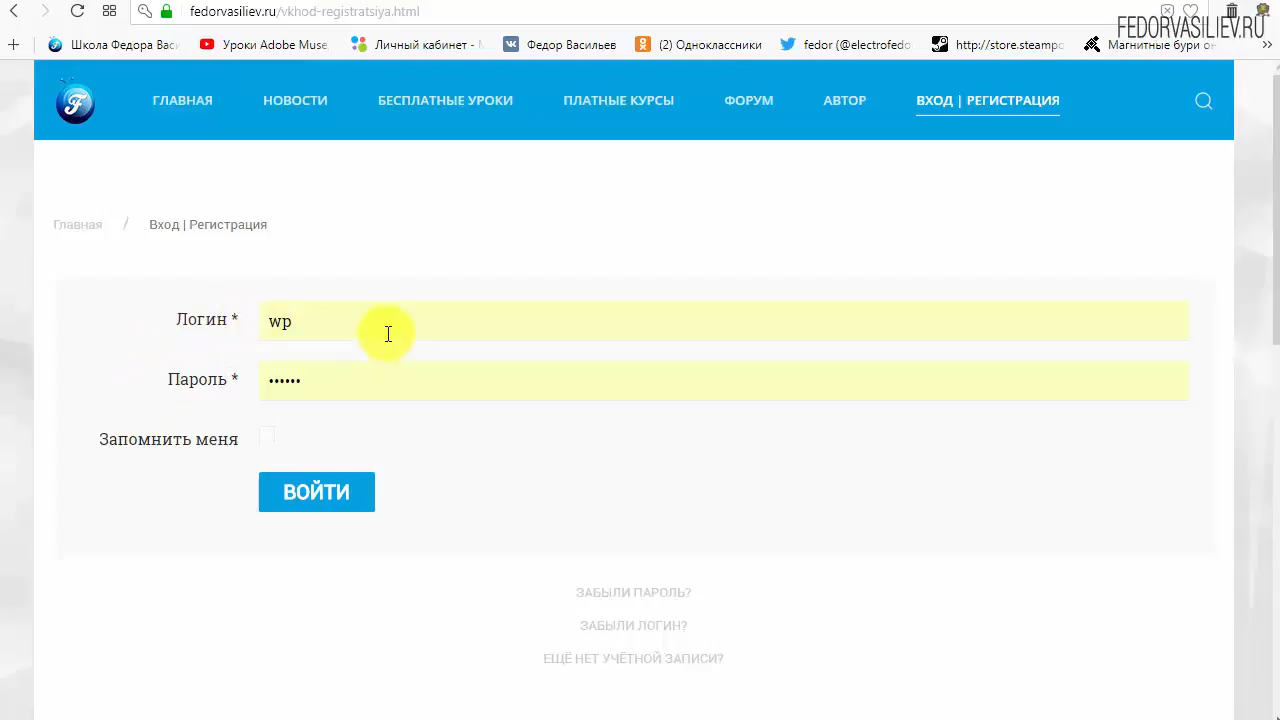 fedorvasiliev.ru/vkhod-registratsiya.html
FEDORVASILIEV.RU
Школа Федора Васи
Уроки Adobe Muse
Личный кабинет - М
Федор Васильев
(2) Одноклассники
fedor (@electrofedo
http://store.steampo
Магнитные бури он
ГЛАВНАЯ
НОВОСТИ
БЕСПЛАТНЫЕ УРОКИ
ПЛАТНЫЕ КУРСЫ
ФОРУМ
АВТОР
ВХОД | РЕГИСТРАЦИЯ
Главная / Вход | Регистрация
Логин * wp
Пароль * ••••••
Запомнить меня
ВОЙТИ
ЗАБЫЛИ ПАРОЛЬ?
ЗАБЫЛИ ЛОГИН?
ЕЩЁ НЕТ УЧЁТНОЙ ЗАПИСИ?